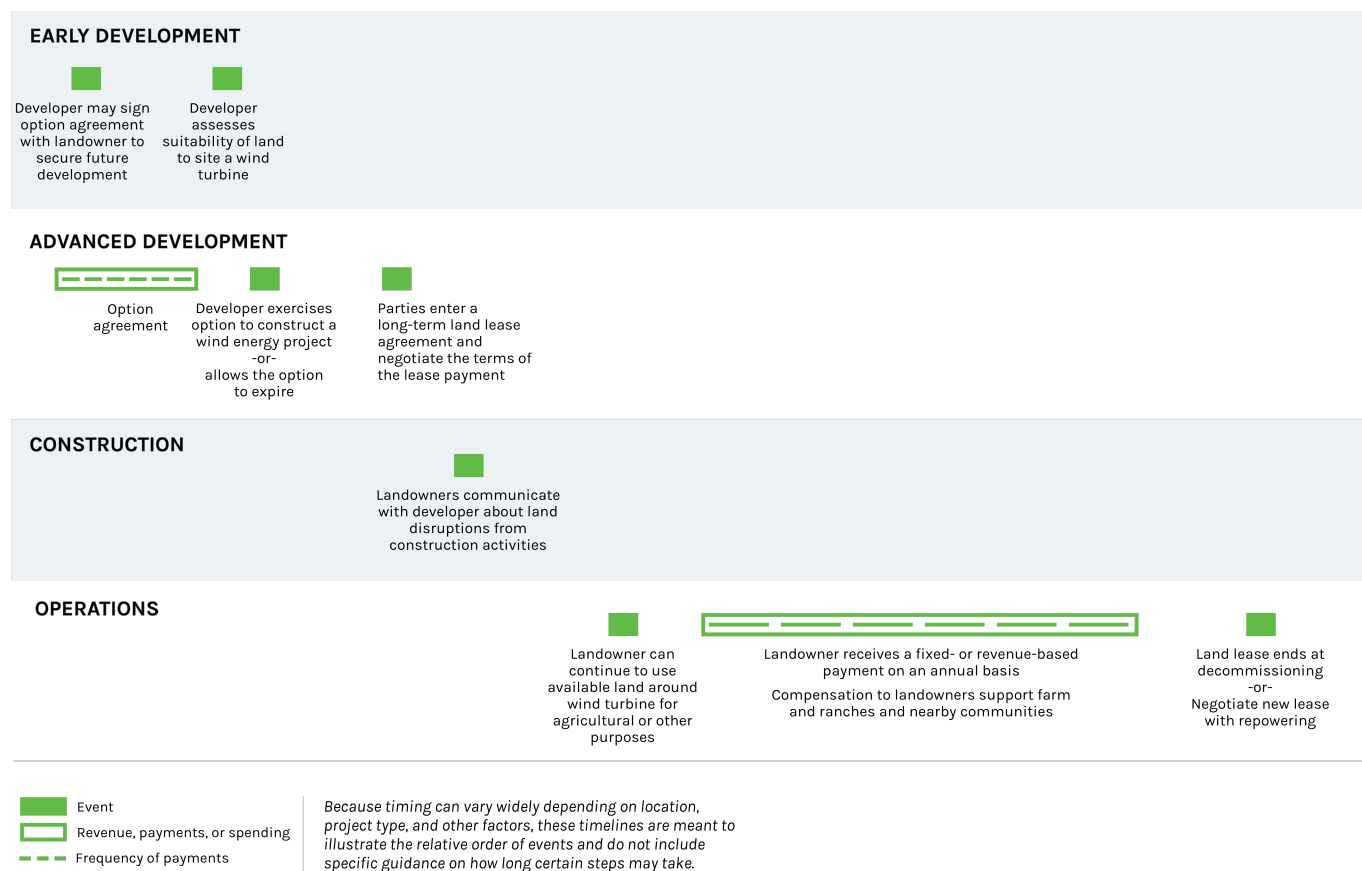 EARLY DEVELOPMENT
Developer may sign
option agreement
with landowner to
secure future
development
Developer
assesses
suitability of land
to site a wind
turbine
ADVANCED DEVELOPMENT
Option
agreement
Developer exercises
option to construct a
wind energy project
-or-
allows the option
to expire
Parties enter a
long-term land lease
agreement and
negotiate the terms of
the lease payment
CONSTRUCTION
Landowners communicate
with developer about land
disruptions from
construction activities
OPERATIONS
Landowner can
continue to use
available land around
wind turbine for
agricultural or other
purposes
Landowner receives a fixed- or revenue-based
payment on an annual basis
Compensation to landowners support farm
and ranches and nearby communities
Land lease ends at
decommissioning
-or-
Negotiate new lease
with repowering
Event
Revenue, payments, or spending
Frequency of payments
Because timing can vary widely depending on location,
project type, and other factors, these timelines are meant to
illustrate the relative order of events and do not include
specific guidance on how long certain steps may take.